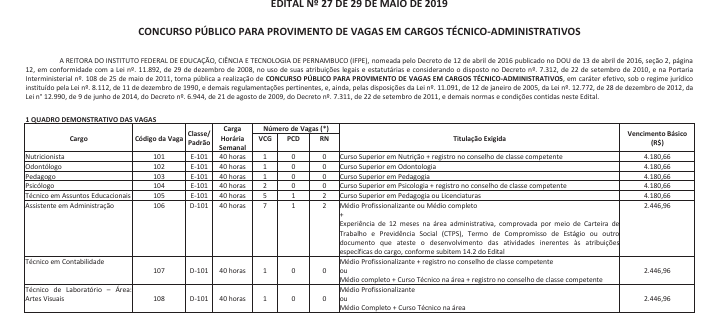 EDITAL Nº 27 DE 29 DE MAIO DE 2019
CONCURSO PÚBLICO PARA PROVIMENTO DE VAGAS EM CARGOS TÉCNICO-ADMINISTRATIVOS
A REITORA DO INSTITUTO FEDERAL DE EDUCAÇÃO, CIÊNCIA E TECNOLOGIA DE PERNAMBUCO (IFPE), nomeada pelo Decreto de 12 de abril de 2016 publicado no DOU de 13 de abril de 2016, seção 2, página
12, em conformidade com a Lei nº. 11.892, de 29 de dezembro de 2008, no uso de suas atribuições legais e estatutárias e considerando o disposto no Decreto nº. 7.312, de 22 de setembro de 2010, e na Portaria
Interministerial nº. 108 de 25 de maio de 2011, torna pública a realização de CONCURSO PÚBLICO PARA PROVIMENTO DE VAGAS EM CARGOS TÉCNICO-ADMINISTRATIVOS, em caráter efetivo, sob o regime jurídico
instituído pela Lei nº. 8.112, de 11 de dezembro de 1990, e demais regulamentações pertinentes, e, ainda, pelas disposições da Lei nº. 11.091, de 12 de janeiro de 2005, da Lei nº. 12.772, de 28 de dezembro de 2012, da
Lei nº 12.990, de 9 de junho de 2014, do Decreto nº. 6.944, de 21 de agosto de 2009, do Decreto nº. 7.311, de 22 de setembro de 2011, e demais normas e condições contidas neste Edital.
1 QUADRO DEMONSTRATIVO DAS VAGAS
Cargo Código da Vaga Classe/ Padrão Carga Horária Semanal Número de Vagas (*) Titulação Exigida Vencimento Básico (R$)
VCG PCD RN
Nutricionista 101 E-101 40 horas 1 0 0 Curso Superior em Nutrição + registro no conselho de classe competente 4.180,66
Odontólogo 102 E-101 40 horas 1 0 0 Curso Superior em Odontologia 4.180,66
Pedagogo 103 E-101 40 horas 1 0 0 Curso Superior em Pedagogia 4.180,66
Psicólogo 104 E-101 40 horas 2 0 0 Curso Superior em Psicologia + registro no conselho de classe competente 4.180,66
Técnico em Assuntos Educacionais 105 E-101 40 horas 5 1 2 Curso Superior em Pedagogia ou Licenciaturas 4.180,66
Assistente em Administração 106 D-101 40 horas 7 1 2 Médio Profissionalizante ou Médio completo 2.446,96
+
Experiência de 12 meses na área administrativa, comprovada por meio de Carteira de
Trabalho e Previdência Social (CTPS), Termo de Compromisso de Estágio ou outro
documento que ateste o desenvolvimento das atividades inerentes às atribuições
específicas do cargo, conforme subitem 14.2 do Edital
Técnico em Contabilidade Médio Profissionalizante + registro no conselho de classe competente
107 D-101 40 horas 1 0 0 ou 2.446,96
Médio completo + Curso Técnico na área + registro no conselho de classe competente
Técnico de Laboratório – Área: Médio Profissionalizante
Artes Visuais 108 D-101 40 horas 1 0 0 ou 2.446,96
Médio Completo + Curso Técnico na área